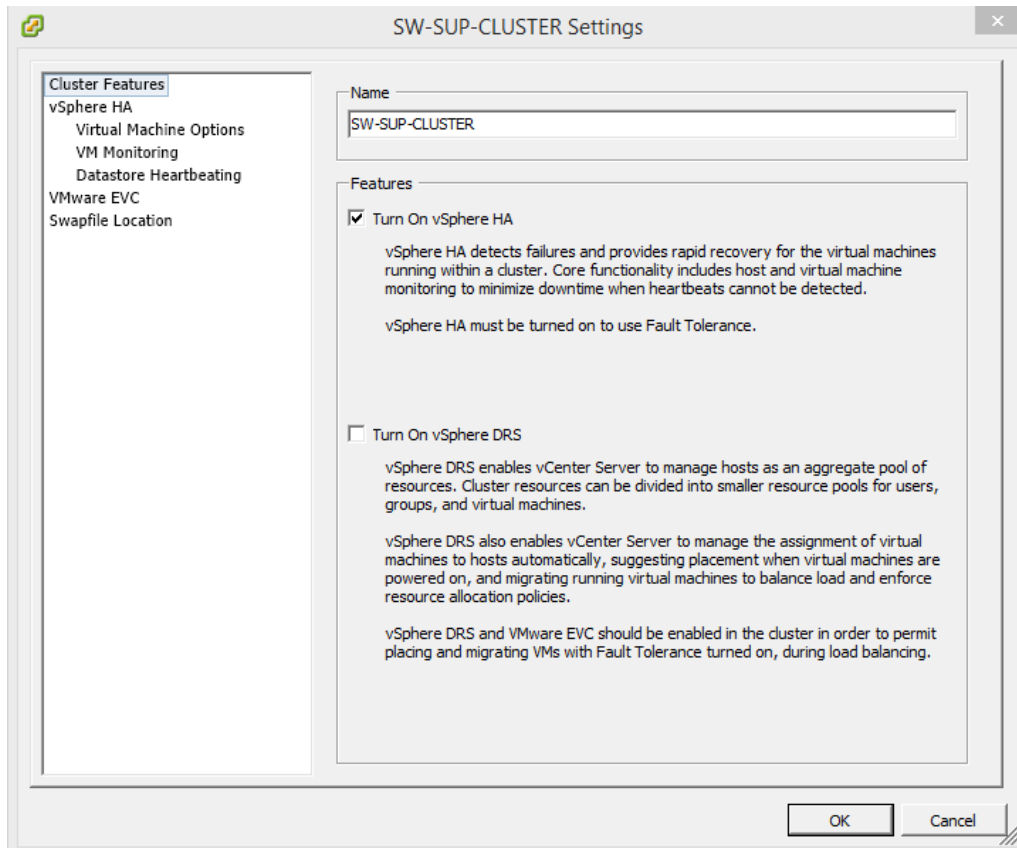 SW-SUP-CLUSTER Settings
Cluster Features
vSphere HA
Virtual Machine Options
VM Monitoring
Datastore Heartbeating
VMware EVC
Swapfile Location
Name
SW-SUP-CLUSTER
Features
Turn On vSphere HA
vSphere HA detects failures and provides rapid recovery for the virtual machines
running within a cluster. Core functionality includes host and virtual machine
monitoring to minimize downtime when heartbeats cannot be detected.
vSphere HA must be turned on to use Fault Tolerance.
Turn On vSphere DRS
vSphere DRS enables vCenter Server to manage hosts as an aggregate pool of
resources. Cluster resources can be divided into smaller resource pools for users,
groups, and virtual machines.
vSphere DRS also enables vCenter Server to manage the assignment of virtual
machines to hosts automatically, suggesting placement when virtual machines are
powered on, and migrating running virtual machines to balance load and enforce
resource allocation policies.
vSphere DRS and VMware EVC should be enabled in the cluster in order to permit
placing and migrating VMs with Fault Tolerance turned on, during load balancing.
OK
Cancel